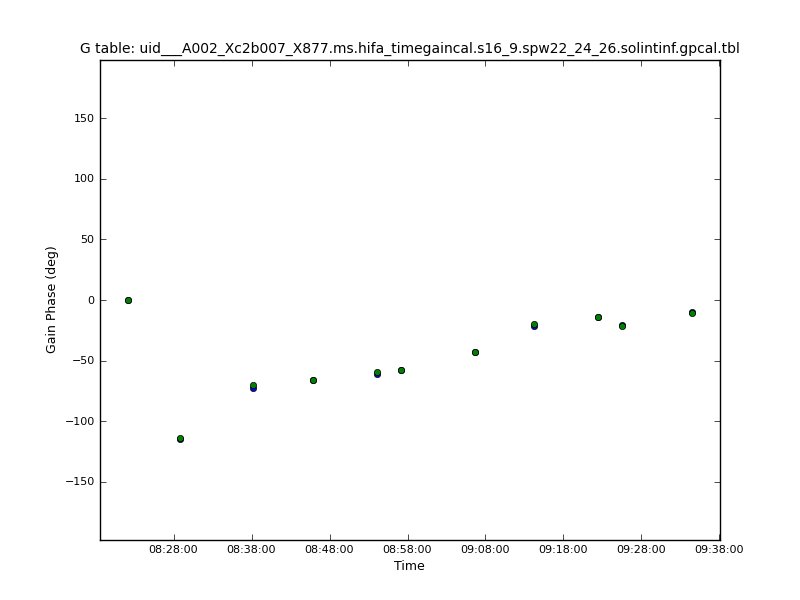 G table: uid___A002_Xc2b007_X877.ms.hifa_timegaincal.s16_9.spw22_24_26.solintinf.gpcal.tbl
150
100
50
0
−50
−100
−150
Gain Phase (deg)
08:28:00 08:38:00 08:48:00 08:58:00 09:08:00 09:18:00 09:28:00 09:38:00
Time